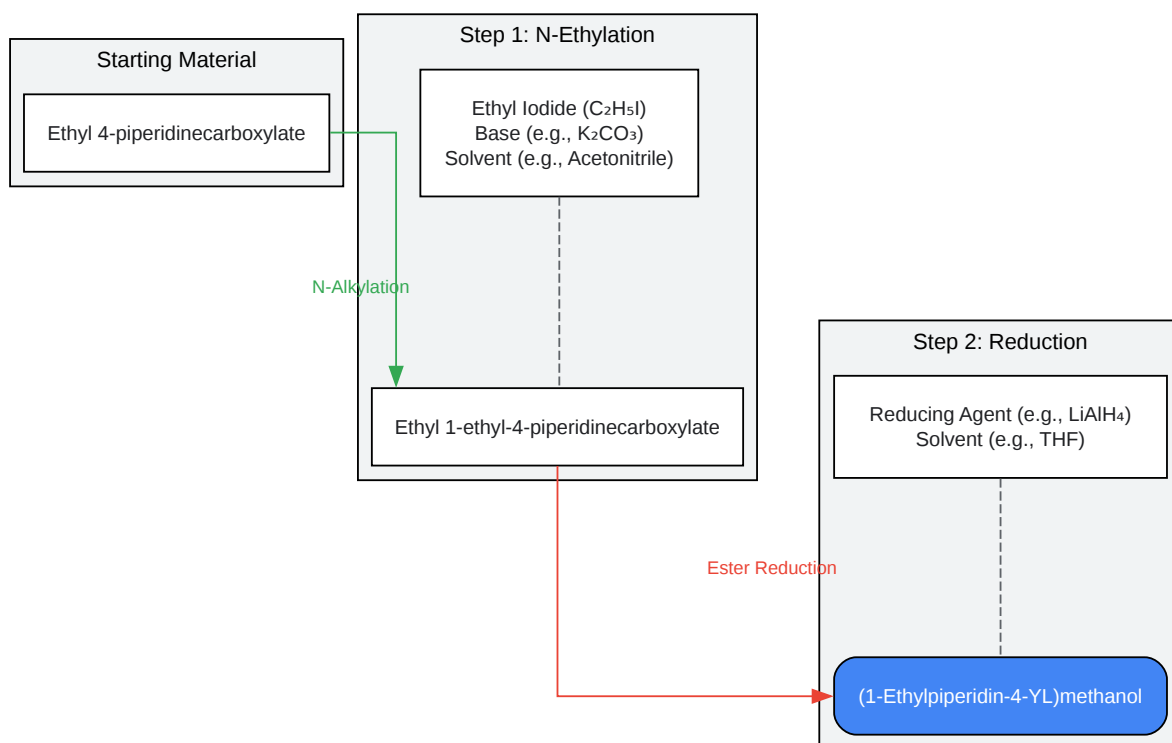 Starting Material
Ethyl 4-piperidinecarboxylate
Step 1: N-Ethylation
Ethyl Iodide (C₂H₅I)
Base (e.g., K₂CO₃)
Solvent (e.g., Acetonitrile)
N-Alkylation
Ethyl 1-ethyl-4-piperidinecarboxylate
Step 2: Reduction
Reducing Agent (e.g., LiAlH₄)
Solvent (e.g., THF)
Ester Reduction
(1-Ethylpiperidin-4-YL)methanol